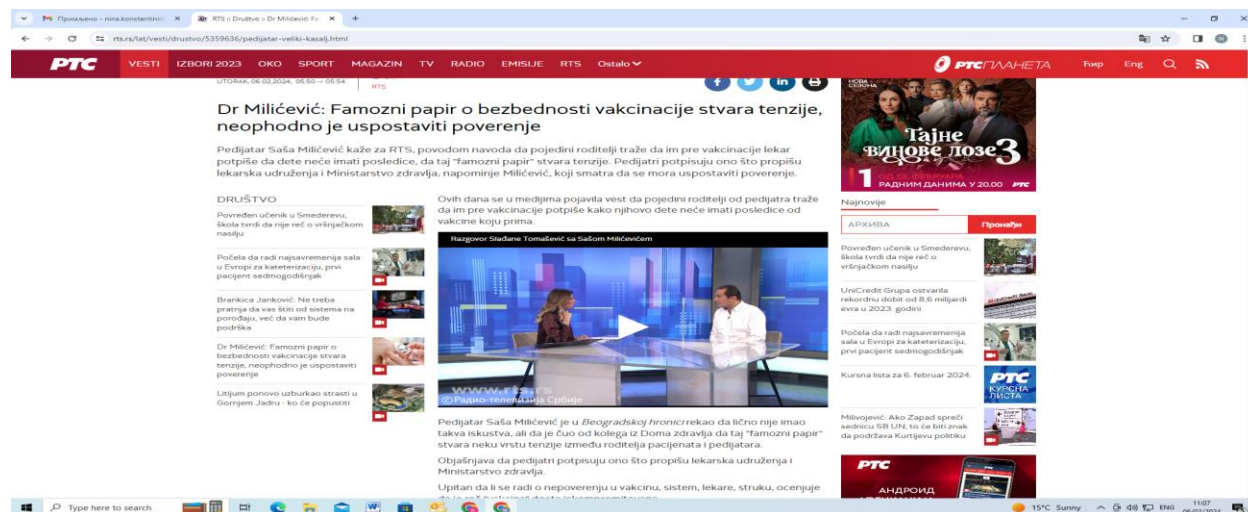 Примљено - nina.konstantinic
RTS :: Društvo :: Dr Milićević: Fa
rts.rs/lat/vesti/drustvo/5359636/pedijatar-veliki-kasalj.html
РТС VESTI IZBORI 2023 OKO SPORT MAGAZIN TV RADIO EMISIJE RTS Ostalo РТС ПЛАНЕТА Ћир Eng
UTORAK, 06.02.2024, 05:50 -> 05:54
RTS
Dr Milićević: Famozni papir o bezbednosti vakcinacije stvara tenzije,
neophodno je uspostaviti poverenje
Pedijatar Saša Milićević kaže za RTS, povodom navoda da pojedini roditelji traže da im pre vakcinacije lekar
potpiše da dete neće imati posledice, da taj "famozni papir" stvara tenzije. Pedijatri potpisuju ono što propišu
lekarska udruženja i Ministarstvo zdravlja, napominje Milićević, koji smatra da se mora uspostaviti poverenje.
DRUŠTVO
Povređen učenik u Smederevu,
škola tvrdi da nije reč o vršnjačkom
nasilju
Počela da radi najsavremenija sala
u Evropi za kateterizaciju, prvi
pacijent sedmogodišnjak
Brankica Janković: Ne treba
pratnja da vas štiti od sistema na
porođaju, već da vam bude
podrška
Dr Milićević: Famozni papir o
bezbednosti vakcinacije stvara
tenzije, neophodno je uspostaviti
poverenje
Litijum ponovo uzburkao strasti u
Gornjem Jadru - ko će popustiti
Ovih dana se u medijima pojavila vest da pojedini roditelji od pedijatra traže
da im pre vakcinacije potpiše kako njihovo dete neće imati posledice od
vakcine koju prima.
Razgovor Slađane Tomašević sa Sašom Milićevićem
www.rts.rs
© Радио-телевизија Србије
Pedijatar Saša Milićević je u Beogradskoj hronici rekao da lično nije imao
takva iskustva, ali da je čuo od kolega iz Doma zdravlja da taj "famozni papir"
stvara neku vrstu tenzije između roditelja pacijenata i pedijatara.
Objašnjava da pedijatri potpisuju ono što propišu lekarska udruženja i
Ministarstvo zdravlja.
Upitan da li se radi o nepoverenju u vakcinu, sistem, lekare, struku, ocenjuje
НОВА
СЕЗОНА
Тајне
винове лозе 3
1 ОД 12. ФЕБРУАРА
РАДНИМ ДАНИМА У 20.00 РТС
Najnovije
АРХИВА Пронађи
Povređen učenik u Smederevu,
škola tvrdi da nije reč o
vršnjačkom nasilju
UniCredit Grupa ostvarila
rekordnu dobit od 8,6 milijardi
evra u 2023. godini
Počela da radi najsavremenija
sala u Evropi za kateterizaciju,
prvi pacijent sedmogodišnjak
Kursna lista za 6. februar 2024.
РТС
КУРСНА
ЛИСТА
Milivojević: Ako Zapad spreči
sednicu SB UN, to će biti znak
da podržava Kurtijevu politiku
РТС
АНДРОИД
Type here to search
15°C Sunny ENG 11:07
06/02/2024